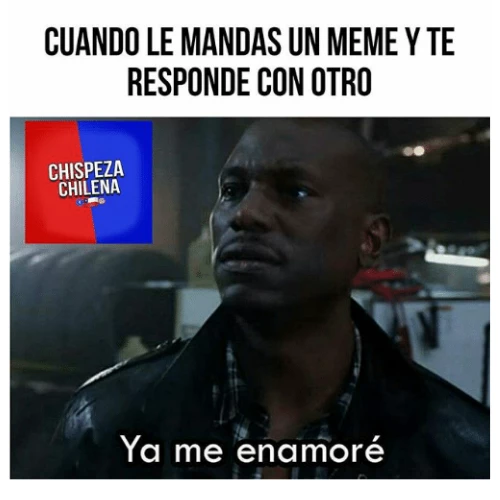 CUANDO LE MANDAS UN MEME Y TE
RESPONDE CON OTRO
CHISPEZA
CHILENA
Ya me enamoré